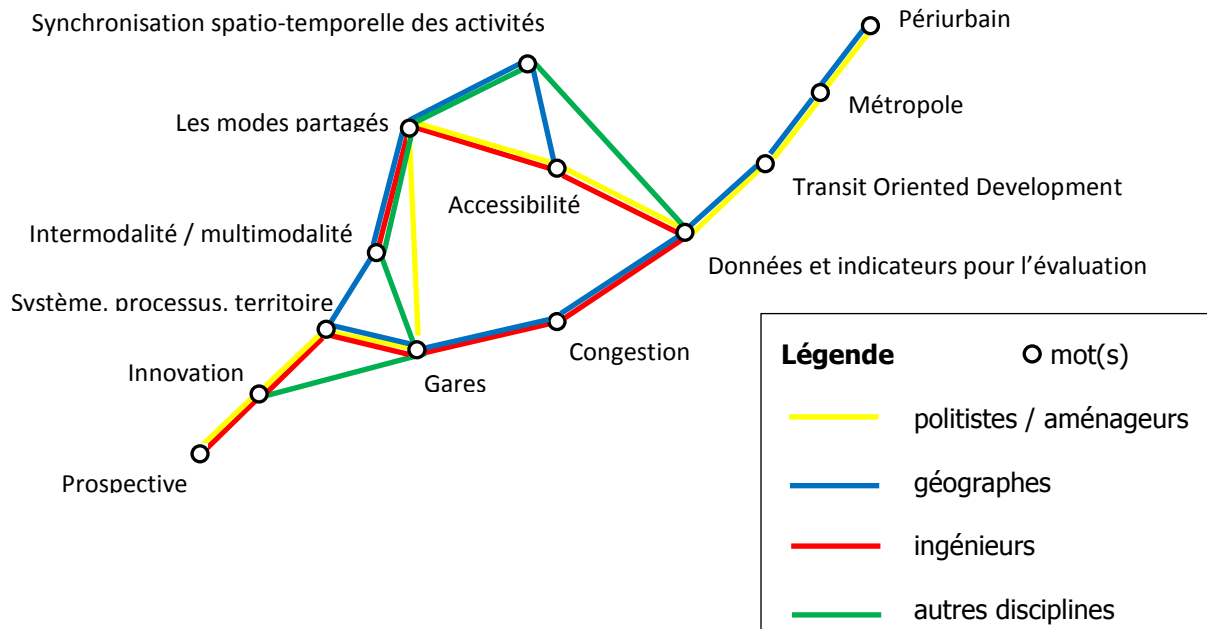 Synchronisation spatio-temporelle des activités
Périurbain
Métropole
Les modes partagés
Transit Oriented Development
Accessibilité
Intermodalité / multimodalité
Données et indicateurs pour l'évaluation
Système, processus, territoire
Congestion
Innovation
Gares
Prospective
Légende
mot(s)
politistes / aménageurs
géographes
ingénieurs
autres disciplines